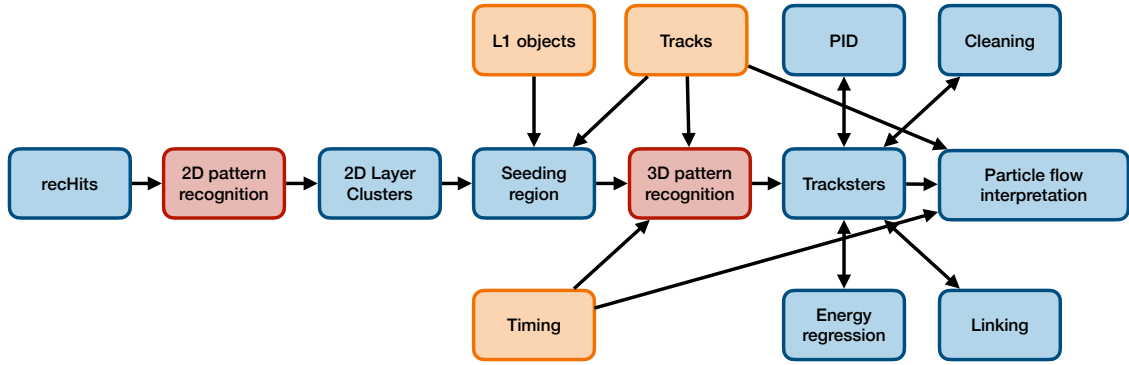 L1 objects
Tracks
PID
Cleaning
recHits
2D pattern
recognition
2D Layer
Clusters
Seeding
region
3D pattern
recognition
Tracksters
Particle flow
interpretation
Timing
Energy
regression
Linking